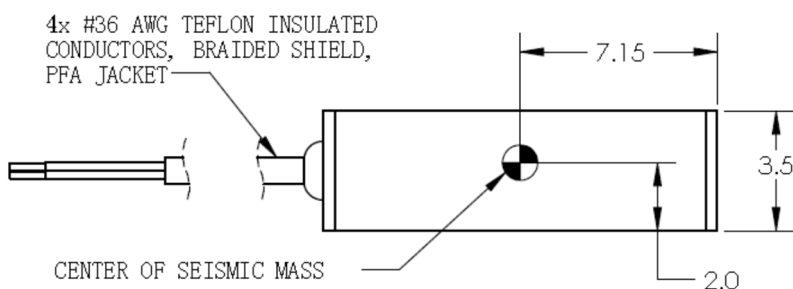 4x #36 AWG TEFLON INSULATED
CONDUCTORS, BRAIDED SHIELD,
PFA JACKET
7.15
3.5
CENTER OF SEISMIC MASS
2.0